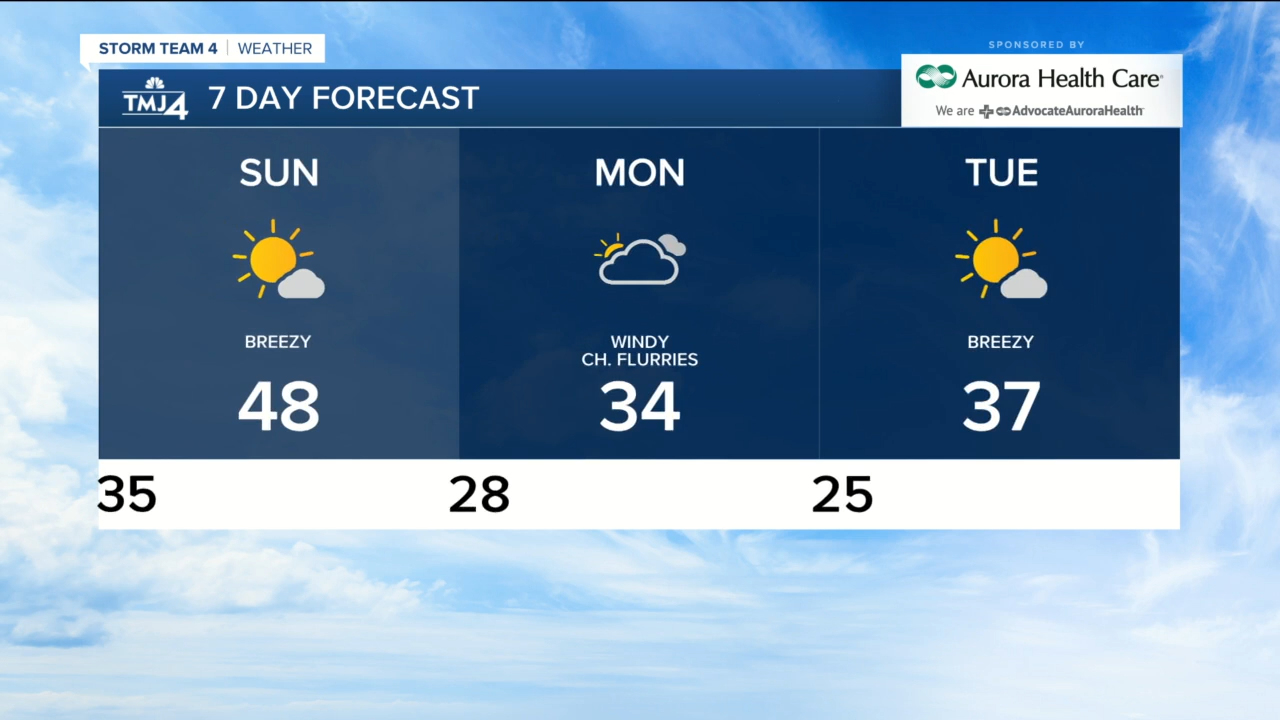 SPONSORED BY
STORM TEAM 4 | WEATHER
Aurora Health Care®
We are AdvocateAuroraHealth™
TMJ4 7 DAY FORECAST
SUN MON TUE
BREEZY WINDY BREEZY
CH. FLURRIES
48 34 37
35 28 25